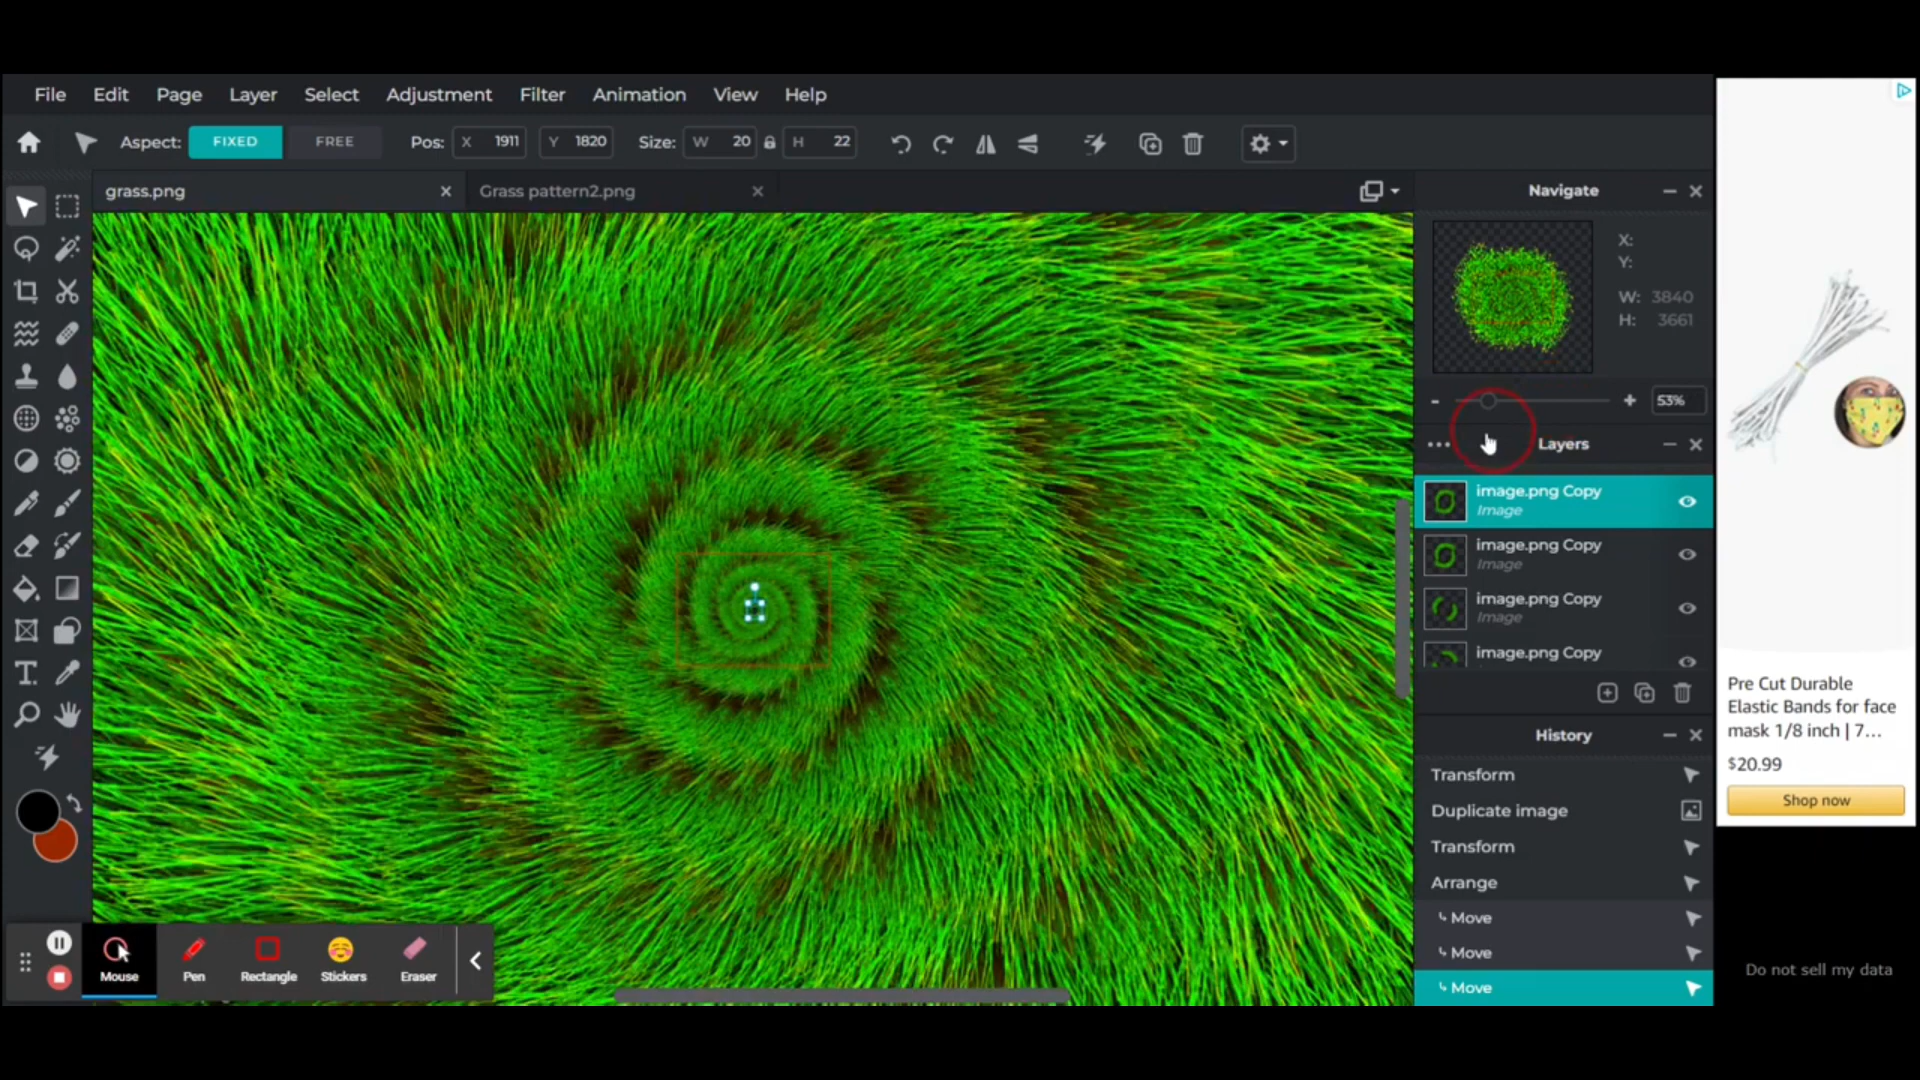 File Edit Page Layer Select Adjustment Filter Animation View Help
Aspect: FIXED FREE Pos: X 1911 Y 1820 Size: W 20 H 22
grass.png Grass pattern2.png
Navigate
X:
Y:
W: 3840
H: 3661
53%
Layers
image.png Copy
Image
image.png Copy
Image
image.png Copy
Image
image.png Copy
History
Transform
Duplicate image
Transform
Arrange
Move
Move
Move
Mouse Pen Rectangle Stickers Eraser
Pre Cut Durable
Elastic Bands for face
mask 1/8 inch | 7...
$20.99
Shop now
Do not sell my data